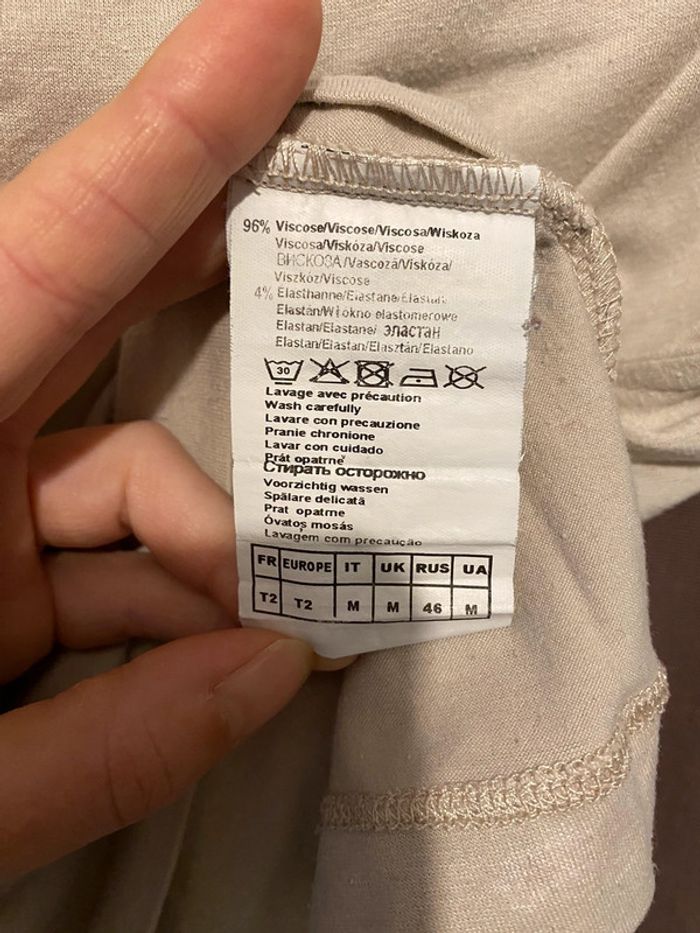 96% Viscose/Viscose/Viscosa/Wiskoza
Viscosa/Viskóza/Viscose
ВИСКОЗА/Vascoză/Viskóza/
Viszkóz/Viscose
4% Elasthanne/Elastane/Elastan
Elastán/Włókno elastomerowe
Elastan/Elastane/ эластан
Elastan/Elastan/Elasztán/Elastano
30
Lavage avec précaution
Wash carefully
Lavare con precauzione
Pranie chronione
Lavar con cuidado
Prát opatrně
Стирать осторожно
Voorzichtig wassen
Spălare delicată
Prat opatrne
Óvatos mosás
Lavagem com precaução
FR EUROPE IT UK RUS UA
T2 T2 M M 46 M